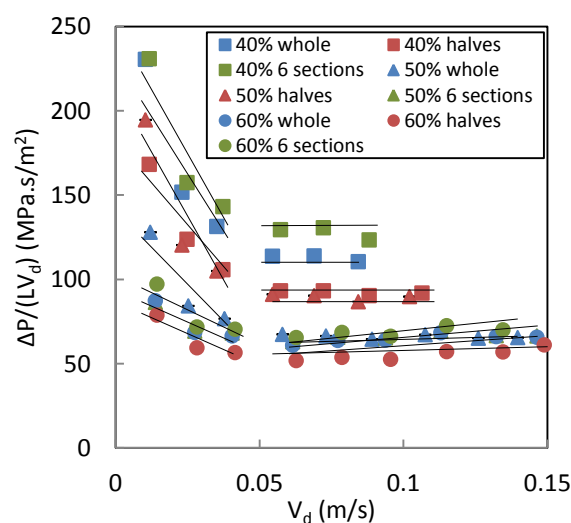 250
200
150
100
50
0
ΔP/(LVd) (MPa.s/m²)
40% whole 40% halves
40% 6 sections 50% whole
50% halves 50% 6 sections
60% whole 60% halves
60% 6 sections
0 0.05 0.1 0.15
Vd (m/s)